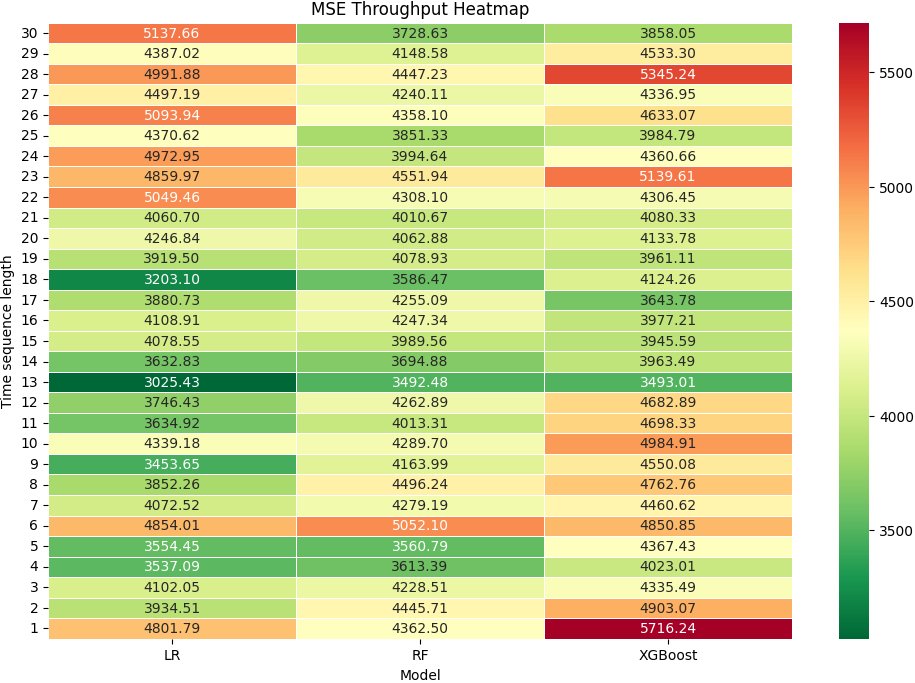 MSE Throughput Heatmap
30 5137.66 3728.63 3858.05
29 4387.02 4148.58 4533.30
28 4991.88 4447.23 5345.24
27 4497.19 4240.11 4336.95
26 5093.94 4358.10 4633.07
25 4370.62 3851.33 3984.79
24 4972.95 3994.64 4360.66
23 4859.97 4551.94 5139.61
22 5049.46 4308.10 4306.45
21 4060.70 4010.67 4080.33
20 4246.84 4062.88 4133.78
19 3919.50 4078.93 3961.11
18 3203.10 3586.47 4124.26
17 3880.73 4255.09 3643.78
16 4108.91 4247.34 3977.21
15 4078.55 3989.56 3945.59
14 3632.83 3694.88 3963.49
13 3025.43 3492.48 3493.01
12 3746.43 4262.89 4682.89
11 3634.92 4013.31 4698.33
10 4339.18 4289.70 4984.91
9 3453.65 4163.99 4550.08
8 3852.26 4496.24 4762.76
7 4072.52 4279.19 4460.62
6 4854.01 5052.10 4850.85
5 3554.45 3560.79 4367.43
4 3537.09 3613.39 4023.01
3 4102.05 4228.51 4335.49
2 3934.51 4445.71 4903.07
1 4801.79 4362.50 5716.24
LR RF XGBoost
Model
Time sequence length
5500
5000
4500
4000
3500